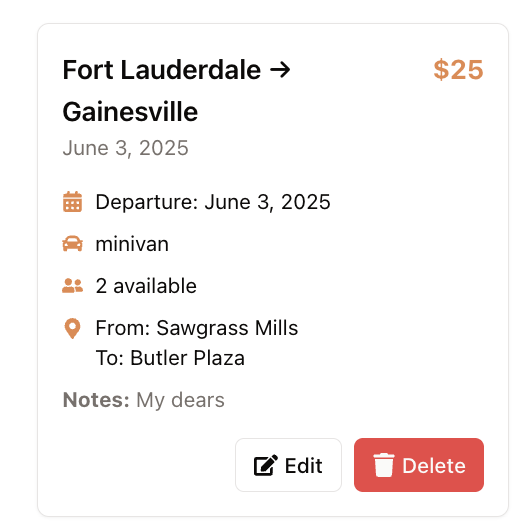 Fort Lauderdale →
$25
Gainesville
June 3, 2025
Departure: June 3, 2025
minivan
2 available
From: Sawgrass Mills
To: Butler Plaza
Notes: My dears
Edit
Delete